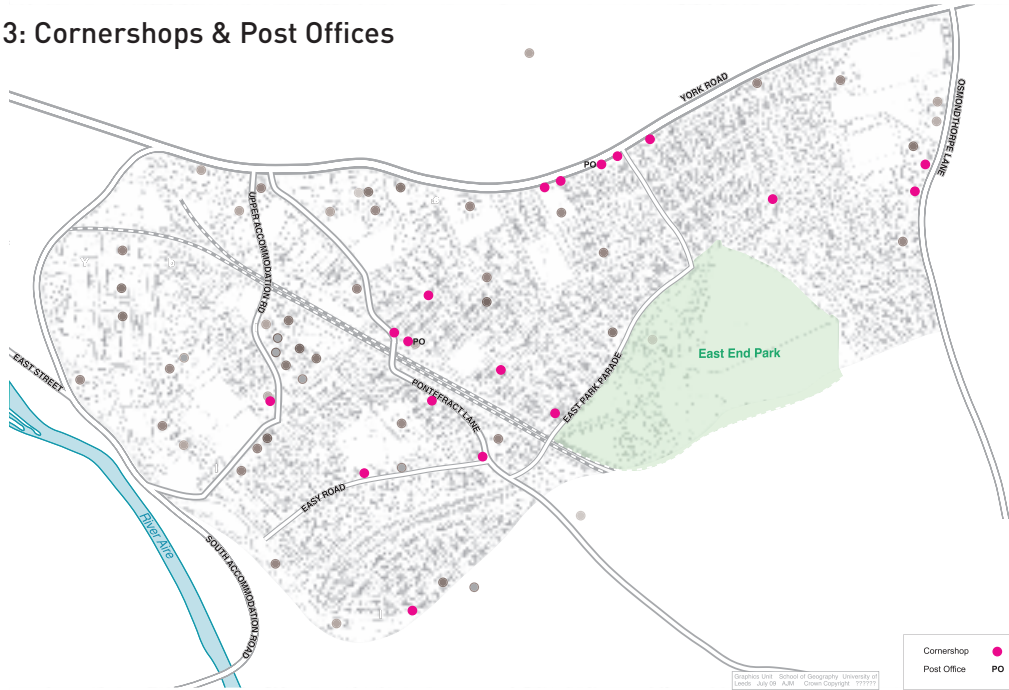 3: Cornershops & Post Offices
YORK ROAD
OSMONDTHORPE LANE
PO
UPPER ACCOMMODATION RD
PO
East End Park
EAST STREET
EAST PARK PARADE
PONTEFRACT LANE
EASY ROAD
River Aire
SOUTH ACCOMMODATION ROAD
Cornershop
Post Office PO
Graphics Unit School of Geography University of
Leeds July 09 AJM Crown Copyright ??????